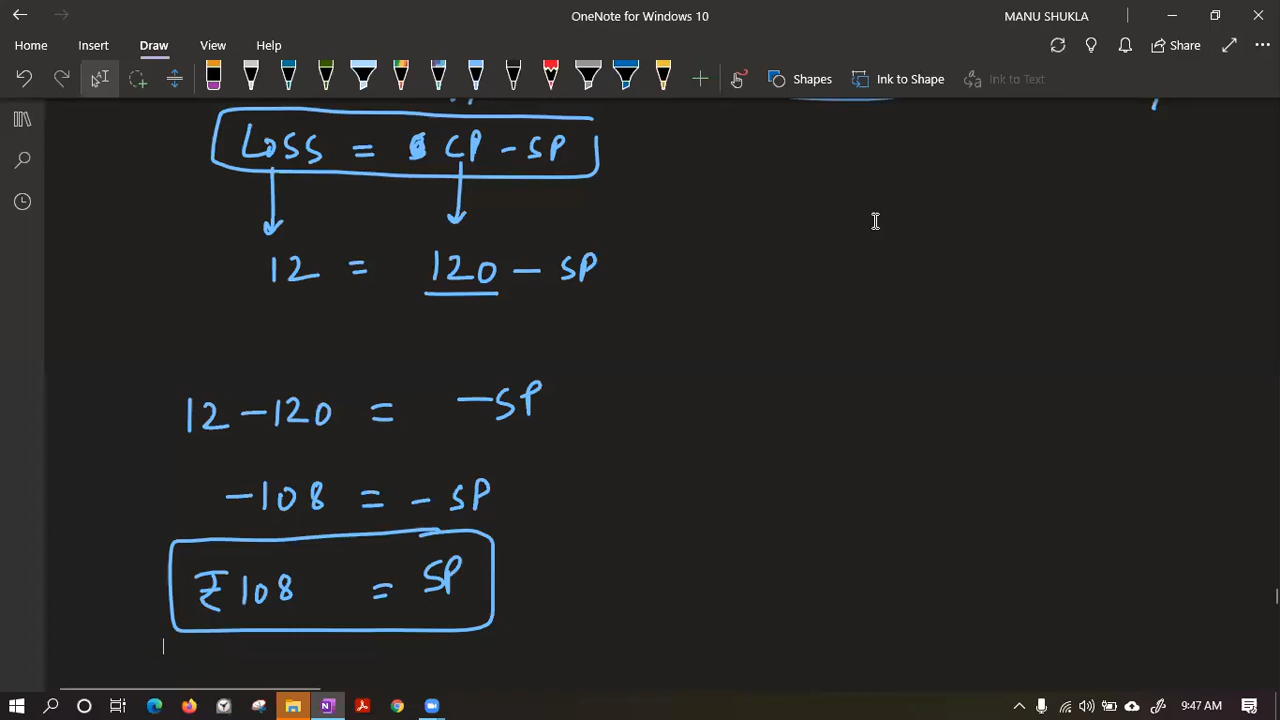 OneNote for Windows 10
MANU SHUKLA
Home Insert Draw View Help
Share
Shapes Ink to Shape Ink to Text
Loss = CP - SP
12 = 120 - SP
12 - 120 = - SP
- 108 = - SP
₹ 108 = SP
9:47 AM